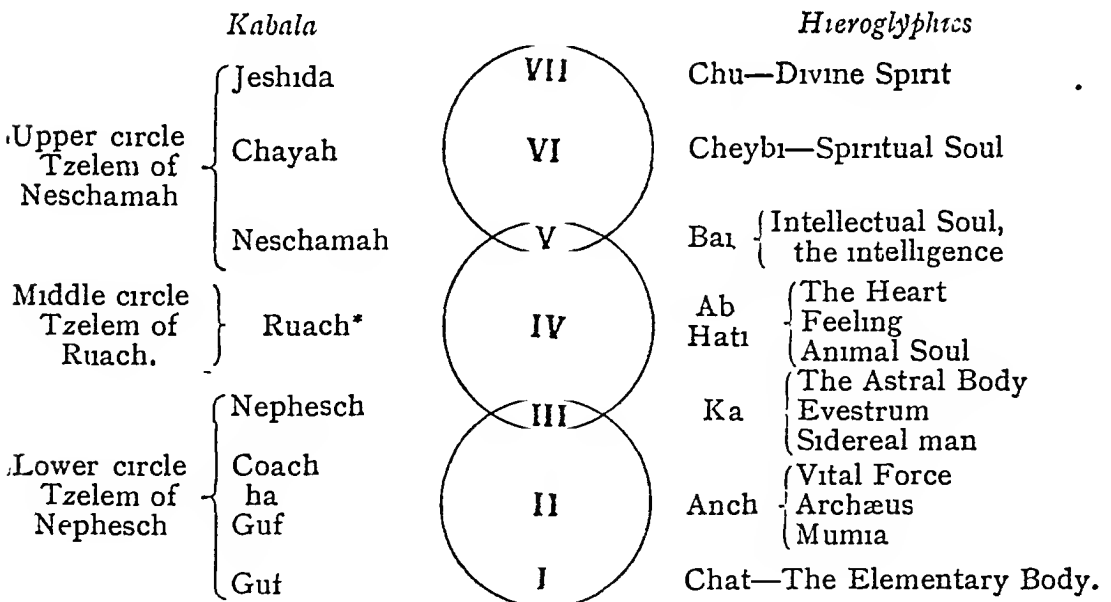 Kabala Hieroglyphics
Jeshida VII Chu—Divine Spirit
Upper circle
Tzelem of
Neschamah
Chayah VI Cheybi—Spiritual Soul
Neschamah V Bai Intellectual Soul,
the intelligence
Middle circle
Tzelem of
Ruach.
Ruach* IV Ab
Hati
The Heart
Feeling
Animal Soul
Nephesch III Ka The Astral Body
Evestrum
Sidereal man
Lower circle
Tzelem of
Nephesch
Coach
ha
Guf
II Anch Vital Force
Archæus
Mumia
Guf I Chat—The Elementary Body.